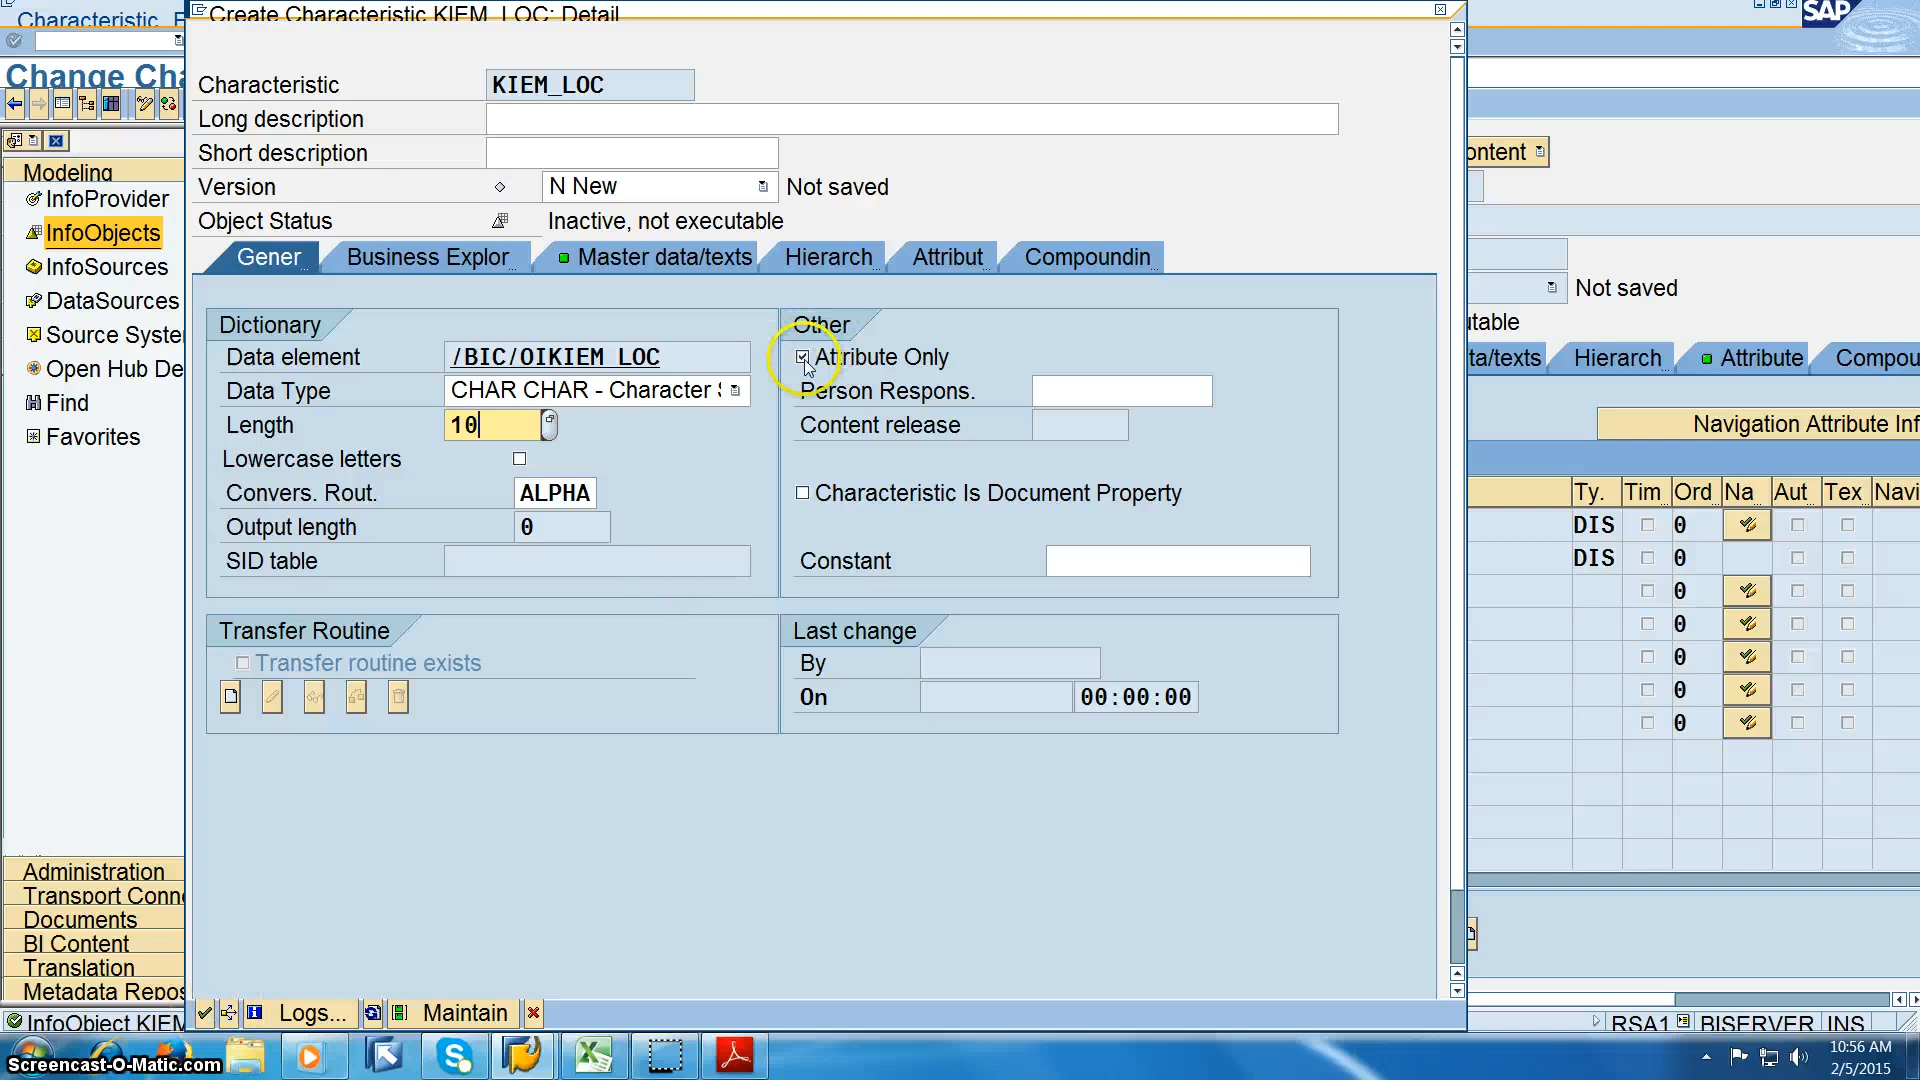 Characteristic
Create Characteristic KIEM_LOC: Detail
SAP
Change Cha
Characteristic
KIEM_LOC
Long description
Short description
Version
N New
Not saved
Object Status
Inactive, not executable
Modeling
InfoProvider
InfoObjects
InfoSources
DataSources
Source Syste
Open Hub De
Find
Favorites
Gener
Business Explor
Master data/texts
Hierarch
Attribut
Compoundin
Dictionary
Data element
/BIC/OIKIEM_LOC
Data Type
CHAR CHAR - Character S
Length
10
Lowercase letters
Convers. Rout.
ALPHA
Output length
0
SID table
Other
Attribute Only
Person Respons.
Content release
Characteristic Is Document Property
Constant
Transfer Routine
Transfer routine exists
Last change
By
On
00:00:00
ontent
Not saved
utable
ta/texts
Hierarch
Attribute
Compou
Navigation Attribute Inf
Ty. Tim Ord Na Aut Tex Navi
DIS 0
DIS 0
0
0
0
0
0
Administration
Transport Conne
Documents
BI Content
Translation
Metadata Repos
Logs...
Maintain
InfoObject KIEM
RSA1
BISERVER
INS
Screencast-O-Matic.com
10:56 AM
2/5/2015